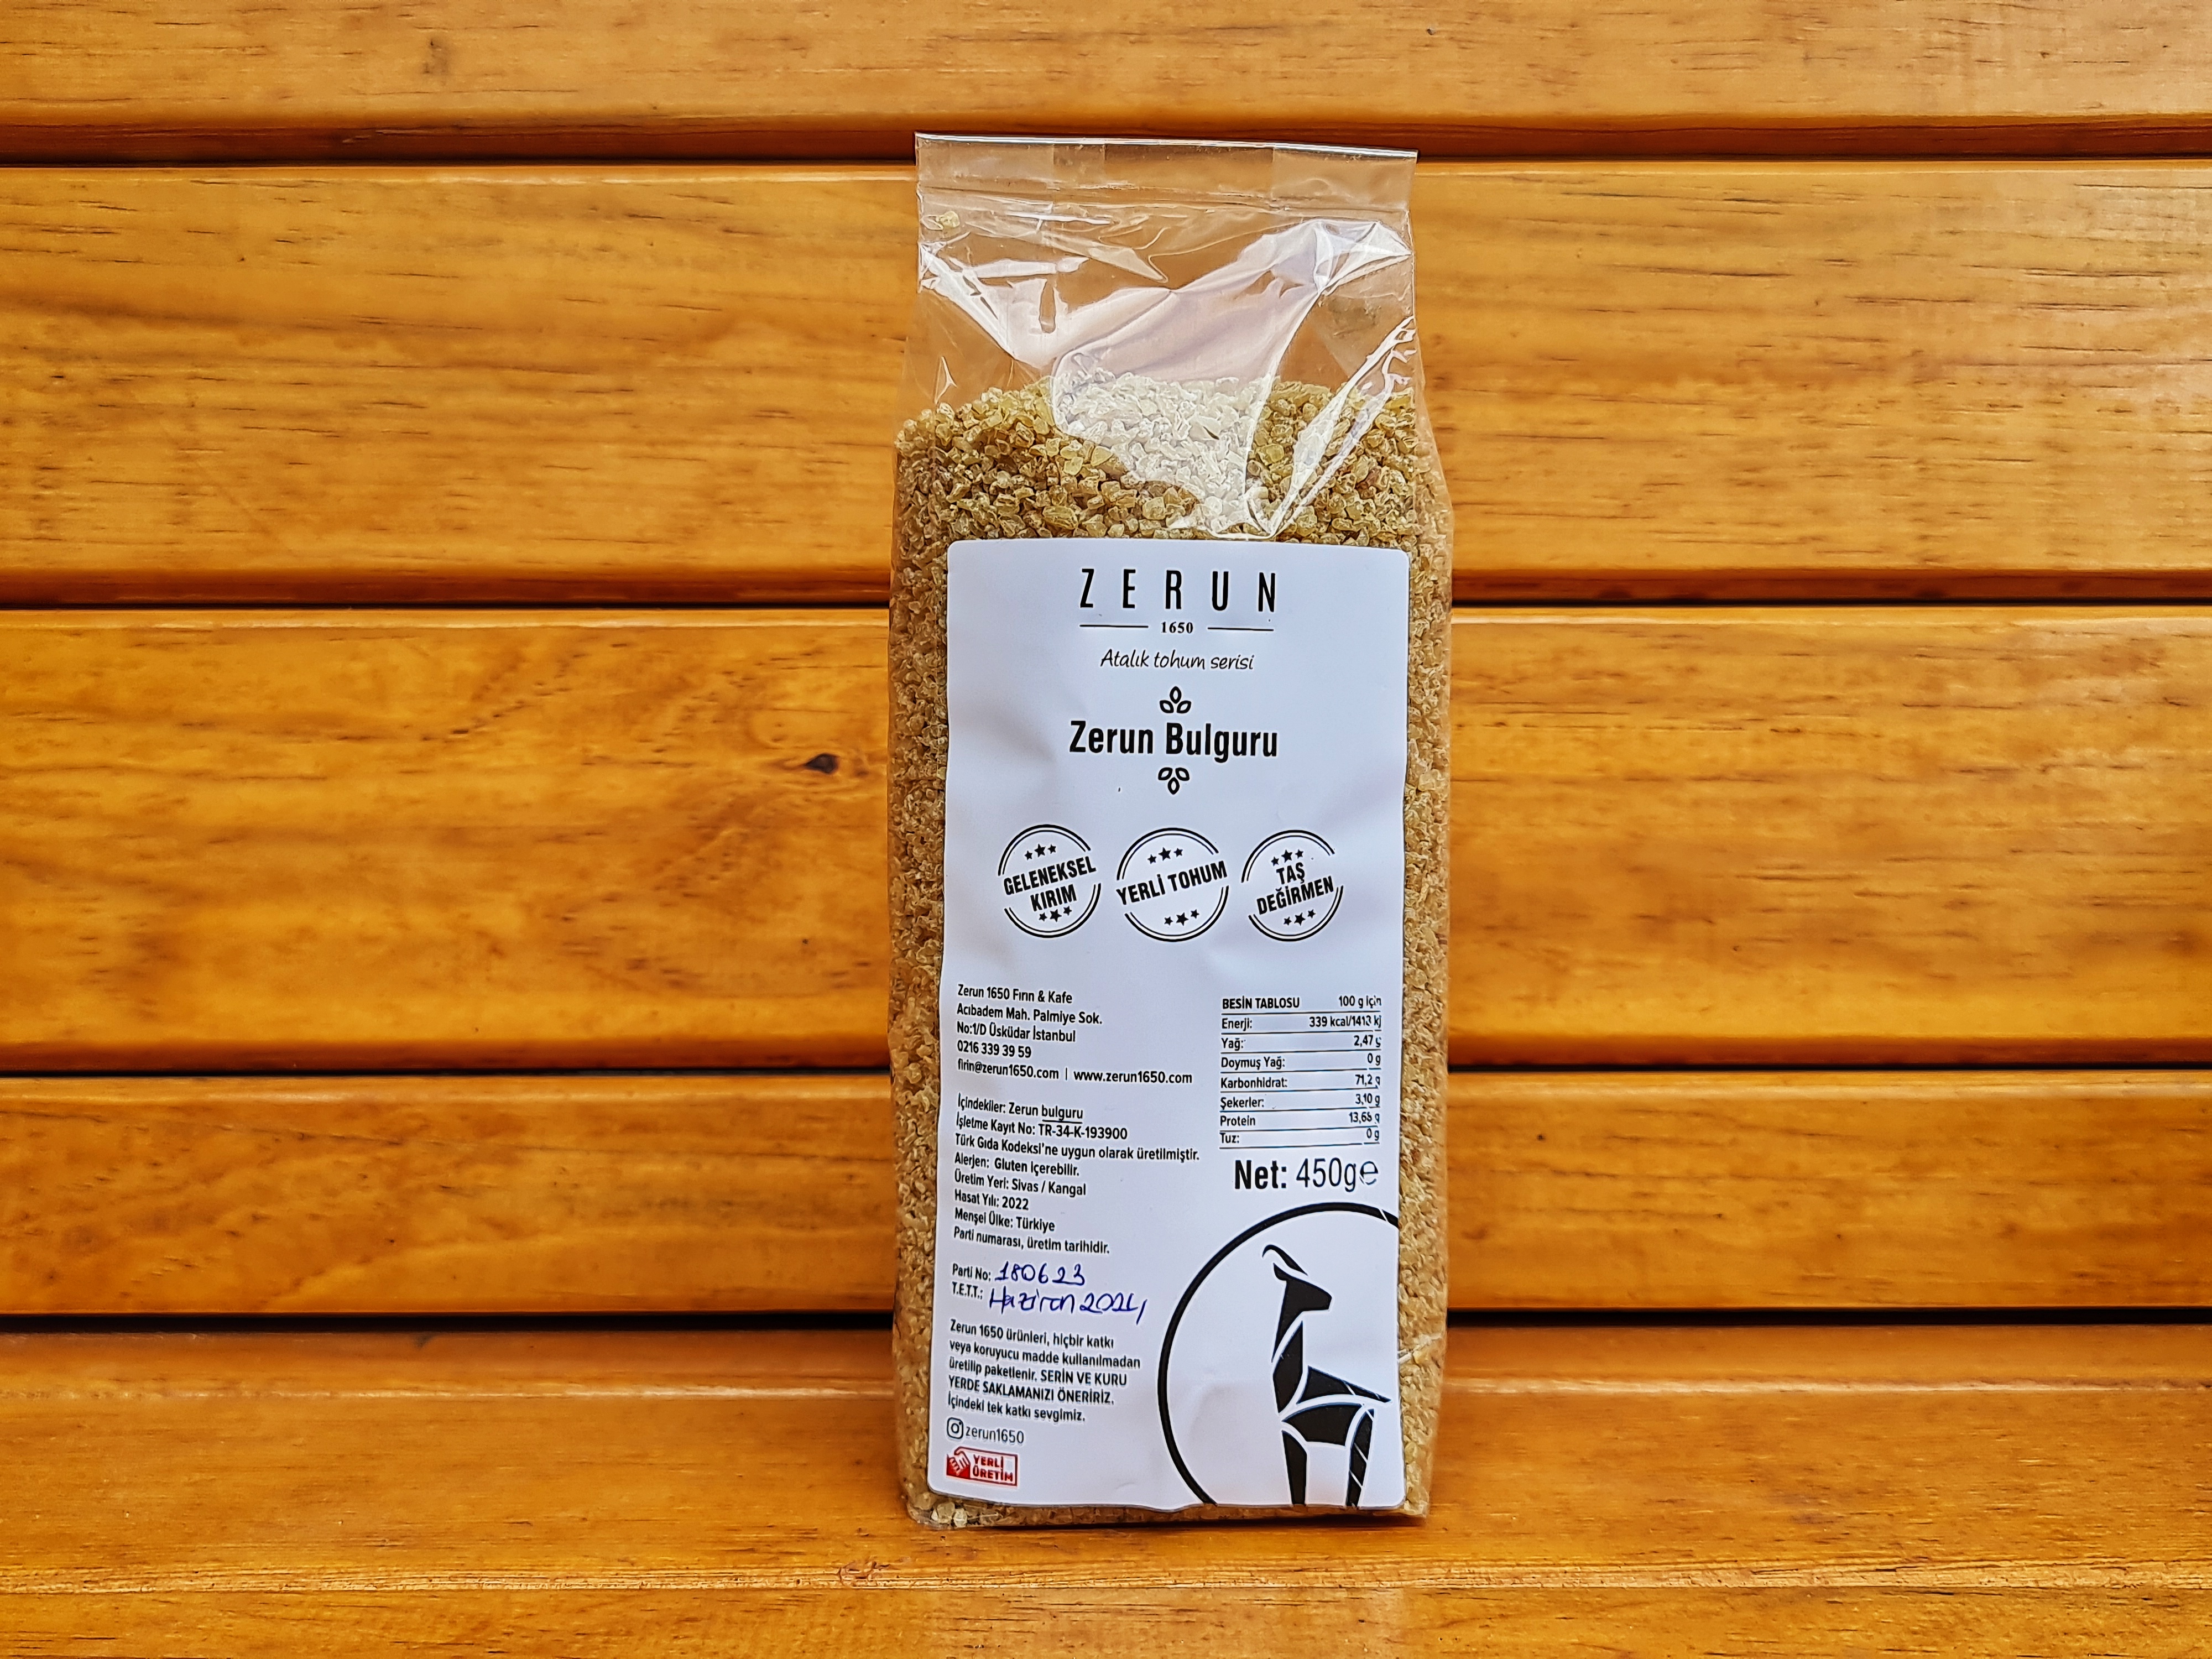 ZERUN
1650
Atalık tohum serisi
Zerun Bulguru
GELENEKSEL
KIRIM
YERLİ TOHUM
TAŞ
DEĞİRMEN
Zerun 1650 Fırın & Kafe
Acıbadem Mah. Palmiye Sok.
No:1/D Üsküdar İstanbul
0216 339 39 59
firin@zerun1650.com | www.zerun1650.com
İçindekiler: Zerun bulguru
İşletme Kayıt No: TR-34-K-193900
Türk Gıda Kodeksi'ne uygun olarak üretilmiştir.
Alerjen: Gluten içerebilir.
Üretim Yeri: Sivas / Kangal
Hasat Yılı: 2022
Menşei Ülke: Türkiye
Parti numarası, üretim tarihidir.
Parti No: 180623
T.E.T.T.: Haziran 2024
Zerun 1650 ürünleri, hiçbir katkı
veya koruyucu madde kullanılmadan
üretilip paketlenir. SERİN VE KURU
YERDE SAKLAMANIZI ÖNERİRİZ.
İçindeki tek katkı sevgimiz.
zerun1650
YERLİ
ÜRETİM
BESİN TABLOSU 100 g için
Enerji: 339 kcal/1413 kj
Yağ: 2,47 g
Doymuş Yağ: 0 g
Karbonhidrat: 71,2 g
Şekerler: 3,10 g
Protein 13,68 g
Tuz: 0 g
Net: 450g e